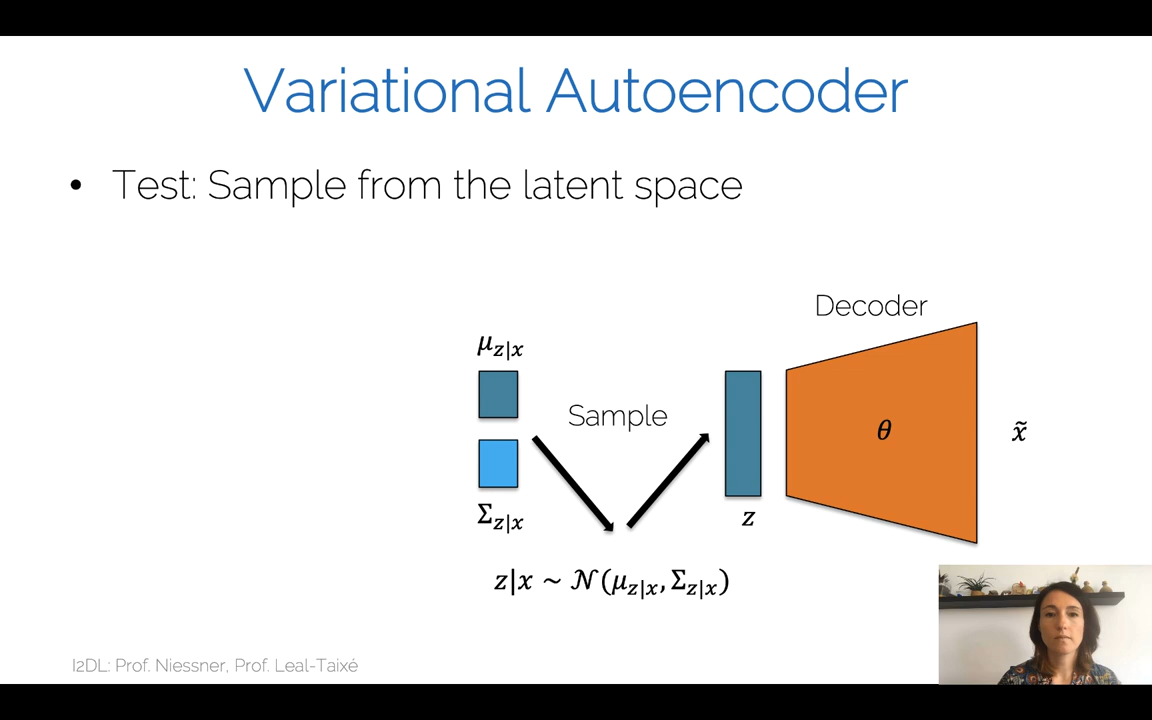 Variational Autoencoder
• Test: Sample from the latent space
Decoder
μ_{z|x}
Sample
θ
x̃
Σ_{z|x}
z
z|x ~ 𝒩(μ_{z|x}, Σ_{z|x})
I2DL: Prof. Niessner, Prof. Leal-Taixé